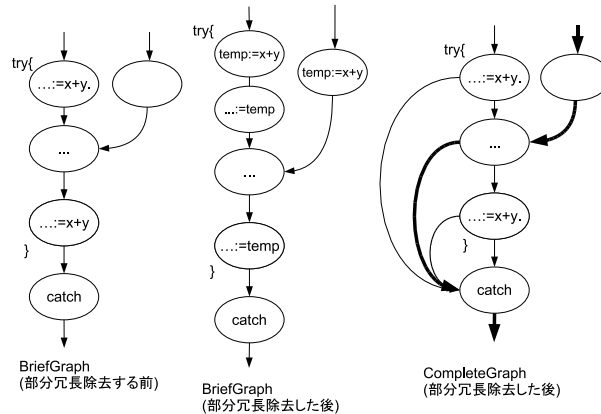 try{
...:=x+y.
...
...:=x+y
}
catch
BriefGraph
(部分冗長除去する前)
try{
temp:=x+y
temp:=x+y
...:=temp
...
...:=temp
}
catch
BriefGraph
(部分冗長除去した後)
try{
...:=x+y.
...
...:=x+y.
}
catch
CompleteGraph
(部分冗長除去した後)